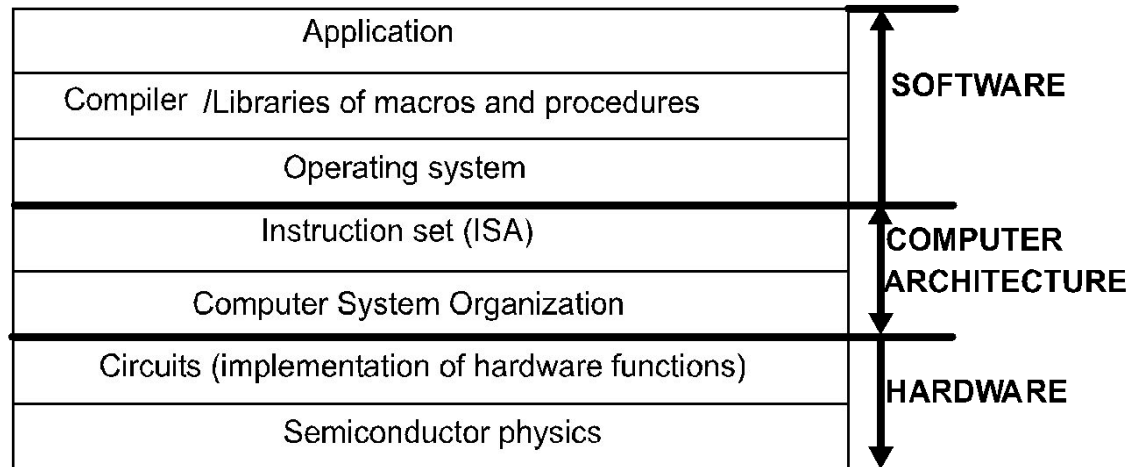 Application
Compiler /Libraries of macros and procedures
Operating system
Instruction set (ISA)
Computer System Organization
Circuits (implementation of hardware functions)
Semiconductor physics
SOFTWARE
COMPUTER
ARCHITECTURE
HARDWARE